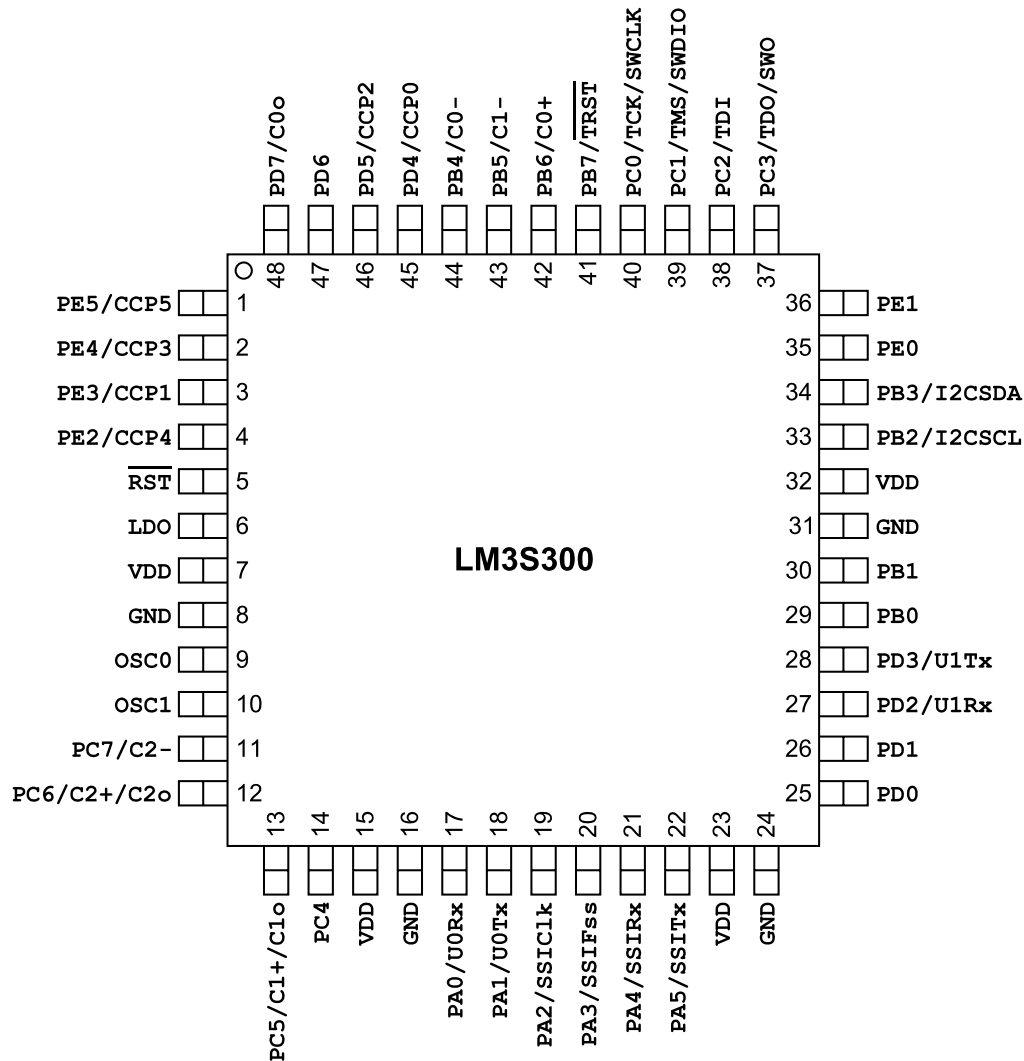 PD7/C0o
PD6
PD5/CCP2
PD4/CCP0
PB4/C0-
PB5/C1-
PB6/C0+
PB7/TRST
PC0/TCK/SWCLK
PC1/TMS/SWDIO
PC2/TDI
PC3/TDO/SWO
48
47
46
45
44
43
42
41
40
39
38
37
PE5/CCP5 1
PE4/CCP3 2
PE3/CCP1 3
PE2/CCP4 4
RST 5
LDO 6
VDD 7
GND 8
OSC0 9
OSC1 10
PC7/C2- 11
PC6/C2+/C2o 12
LM3S300
36 PE1
35 PE0
34 PB3/I2CSDA
33 PB2/I2CSCL
32 VDD
31 GND
30 PB1
29 PB0
28 PD3/U1Tx
27 PD2/U1Rx
26 PD1
25 PD0
13
14
15
16
17
18
19
20
21
22
23
24
PC5/C1+/C1o
PC4
VDD
GND
PA0/U0Rx
PA1/U0Tx
PA2/SSIClk
PA3/SSIFss
PA4/SSIRx
PA5/SSITx
VDD
GND